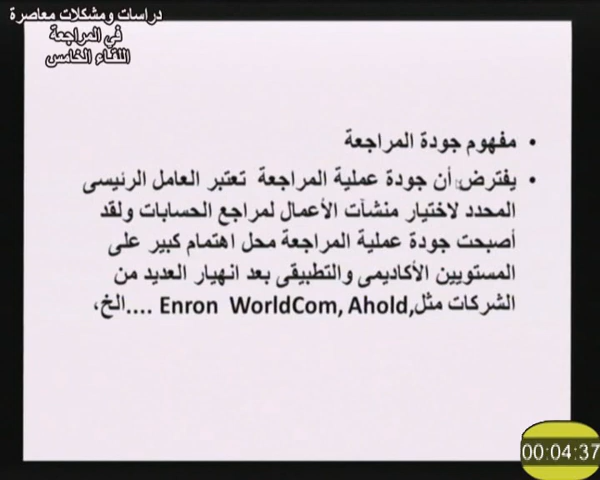 دراسات ومشكلات معاصرة
في المراجعة
اللقاء الخامس
• مفهوم جودة المراجعة
• يفترض أن جودة عملية المراجعة تعتبر العامل الرئيسى
المحدد لاختيار منشآت الأعمال لمراجع الحسابات ولقد
أصبحت جودة عملية المراجعة محل اهتمام كبير على
المستويين الأكاديمى والتطبيقى بعد انهيار العديد من
الشركات مثل,Enron WorldCom, Ahold ....الخ،
00:04:37